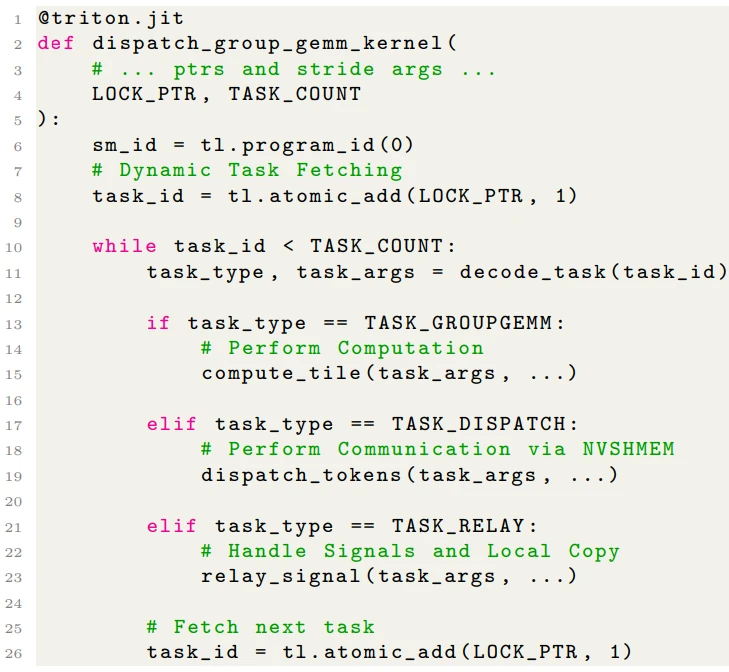 1 @triton.jit
2 def dispatch_group_gemm_kernel(
3     # ... ptrs and stride args ...
4     LOCK_PTR, TASK_COUNT
5 ):
6     sm_id = tl.program_id(0)
7     # Dynamic Task Fetching
8     task_id = tl.atomic_add(LOCK_PTR, 1)
9
10     while task_id < TASK_COUNT:
11         task_type, task_args = decode_task(task_id)
12
13         if task_type == TASK_GROUPGEMM:
14             # Perform Computation
15             compute_tile(task_args, ...)
16
17         elif task_type == TASK_DISPATCH:
18             # Perform Communication via NVSHMEM
19             dispatch_tokens(task_args, ...)
20
21         elif task_type == TASK_RELAY:
22             # Handle Signals and Local Copy
23             relay_signal(task_args, ...)
24
25         # Fetch next task
26         task_id = tl.atomic_add(LOCK_PTR, 1)